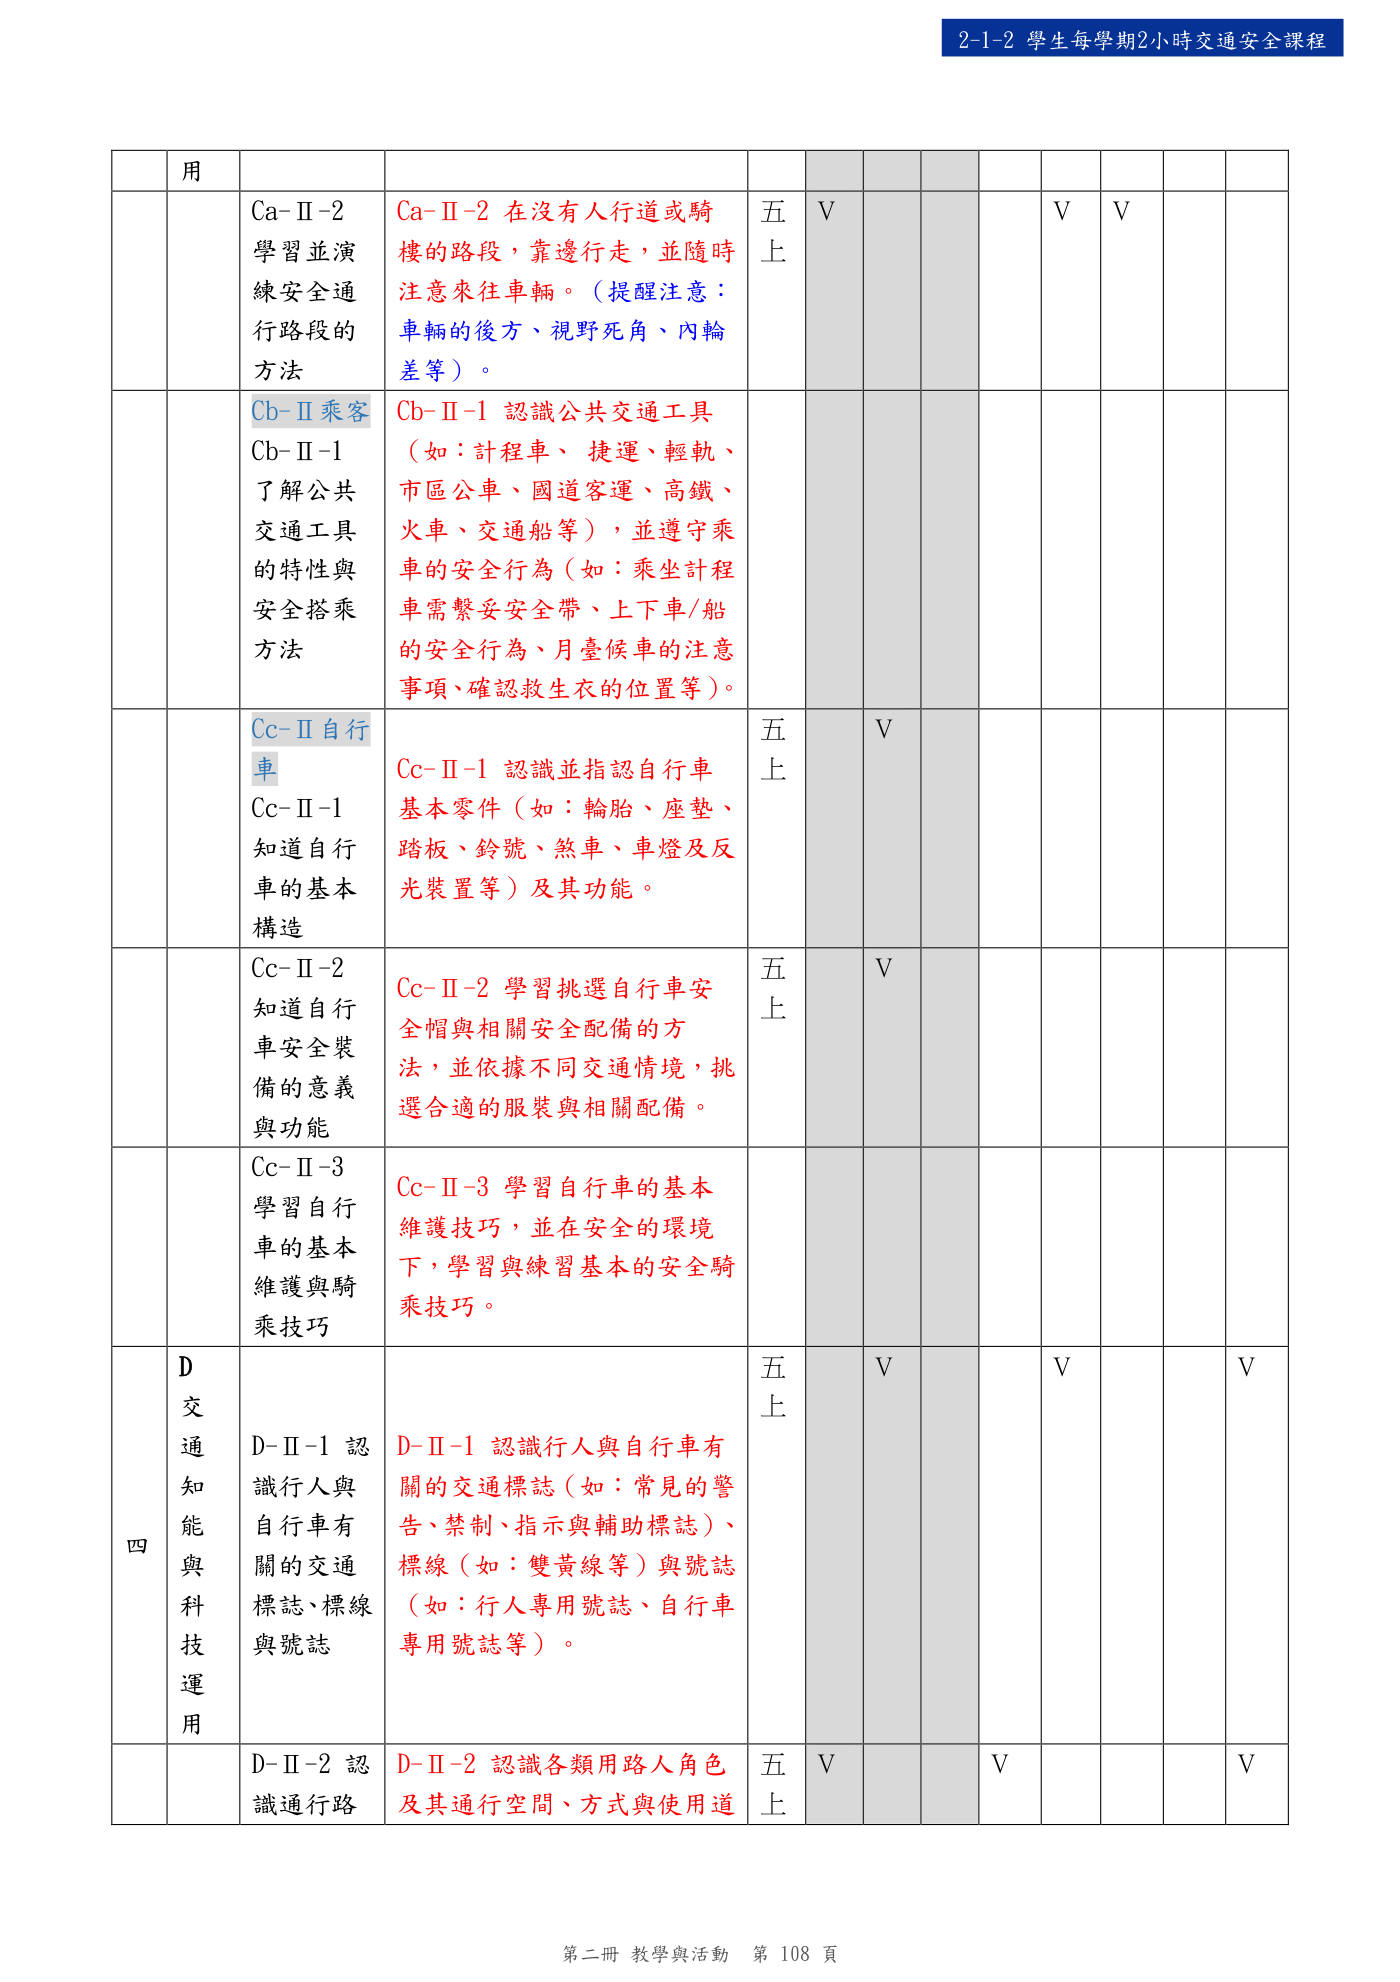 2-1-2 學生每學期2小時交通安全課程
用
Ca-Ⅱ-2
學習並演
練安全通
行路段的
方法
Ca-Ⅱ-2 在沒有人行道或騎
樓的路段，靠邊行走，並隨時
注意來往車輛。（提醒注意：
車輛的後方、視野死角、內輪
差等）。
五
上
V
V
V
Cb-Ⅱ乘客
Cb-Ⅱ-1
了解公共
交通工具
的特性與
安全搭乘
方法
Cb-Ⅱ-1 認識公共交通工具
（如：計程車、 捷運、輕軌、
市區公車、國道客運、高鐵、
火車、交通船等），並遵守乘
車的安全行為（如：乘坐計程
車需繫妥安全帶、上下車/船
的安全行為、月臺候車的注意
事項、確認救生衣的位置等）。
Cc-Ⅱ自行
車
Cc-Ⅱ-1
知道自行
車的基本
構造
Cc-Ⅱ-1 認識並指認自行車
基本零件（如：輪胎、座墊、
踏板、鈴號、煞車、車燈及反
光裝置等）及其功能。
五
上
V
Cc-Ⅱ-2
知道自行
車安全裝
備的意義
與功能
Cc-Ⅱ-2 學習挑選自行車安
全帽與相關安全配備的方
法，並依據不同交通情境，挑
選合適的服裝與相關配備。
五
上
V
Cc-Ⅱ-3
學習自行
車的基本
維護與騎
乘技巧
Cc-Ⅱ-3 學習自行車的基本
維護技巧，並在安全的環境
下，學習與練習基本的安全騎
乘技巧。
四
D
交
通
知
能
與
科
技
運
用
D-Ⅱ-1 認
識行人與
自行車有
關的交通
標誌、標線
與號誌
D-Ⅱ-1 認識行人與自行車有
關的交通標誌（如：常見的警
告、禁制、指示與輔助標誌）、
標線（如：雙黃線等）與號誌
（如：行人專用號誌、自行車
專用號誌等）。
五
上
V
V
V
D-Ⅱ-2 認
識通行路
D-Ⅱ-2 認識各類用路人角色
及其通行空間、方式與使用道
五
上
V
V
V
第二冊 教學與活動 第 108 頁